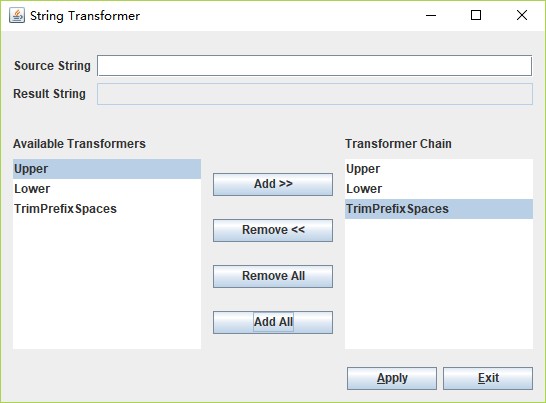 String Transformer
Source String
Result String
Available Transformers
Transformer Chain
Upper
Lower
TrimPrefixSpaces
Add >>
Remove <<
Remove All
Add All
Upper
Lower
TrimPrefixSpaces
Apply
Exit